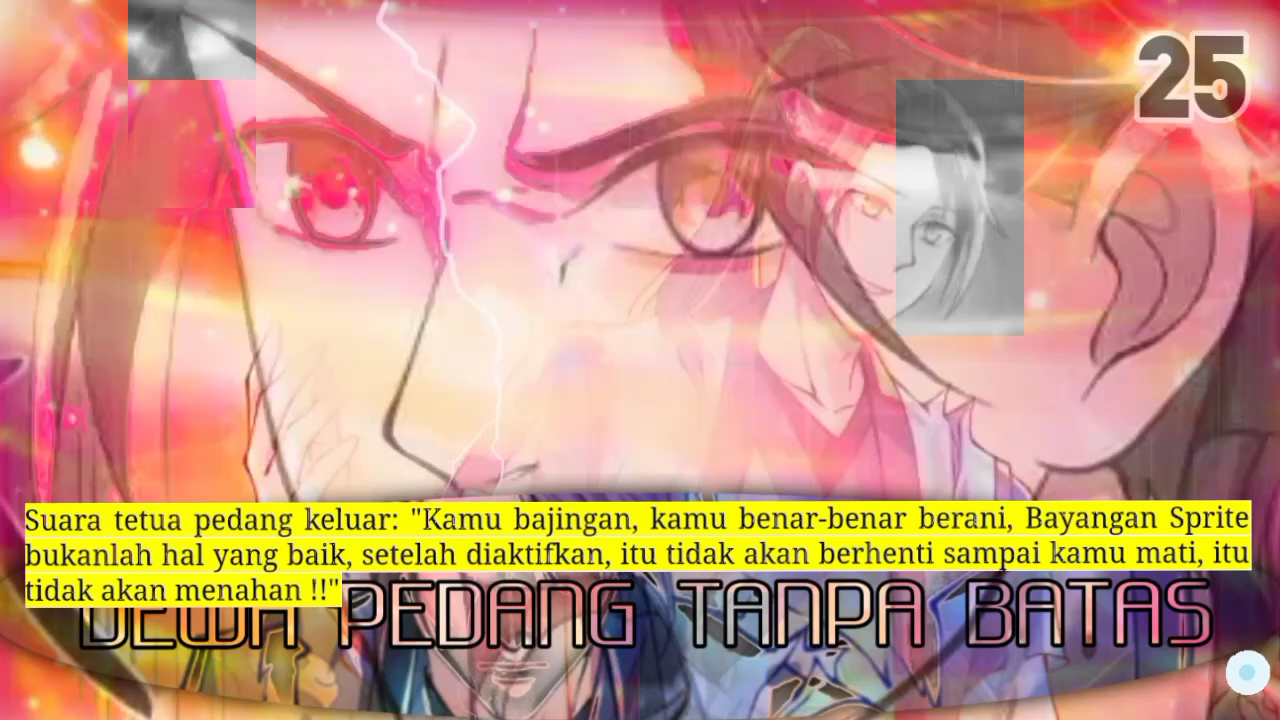 25
Suara tetua pedang keluar: "Kamu bajingan, kamu benar-benar berani, Bayangan Sprite
bukanlah hal yang baik, setelah diaktifkan, itu tidak akan berhenti sampai kamu mati, itu
tidak akan menahan !!"
DEWA PEDANG TANPA BATAS